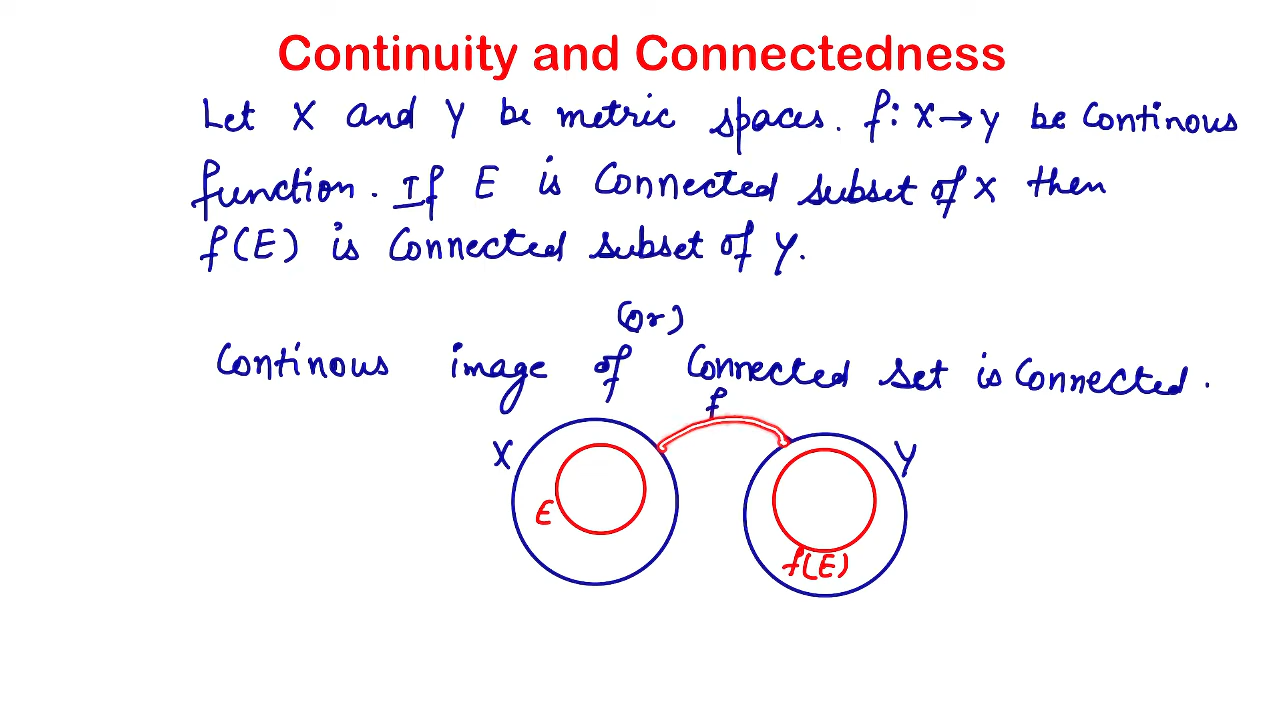 Continuity and Connectedness
Let X and Y be metric spaces. f: X→Y be Continous
function. If E is Connected subset of X then
f(E) is Connected subset of Y.
(Or)
Continous image of Connected set is Connected.
f
X
Y
E
f(E)